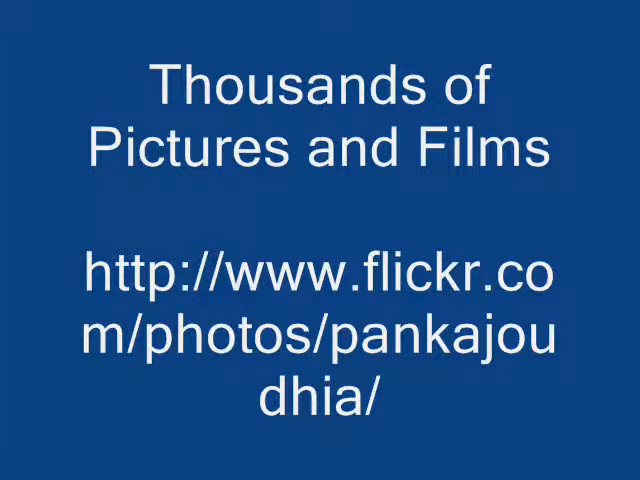 Thousands of
Pictures and Films
http://www.flickr.co
m/photos/pankajou
dhia/